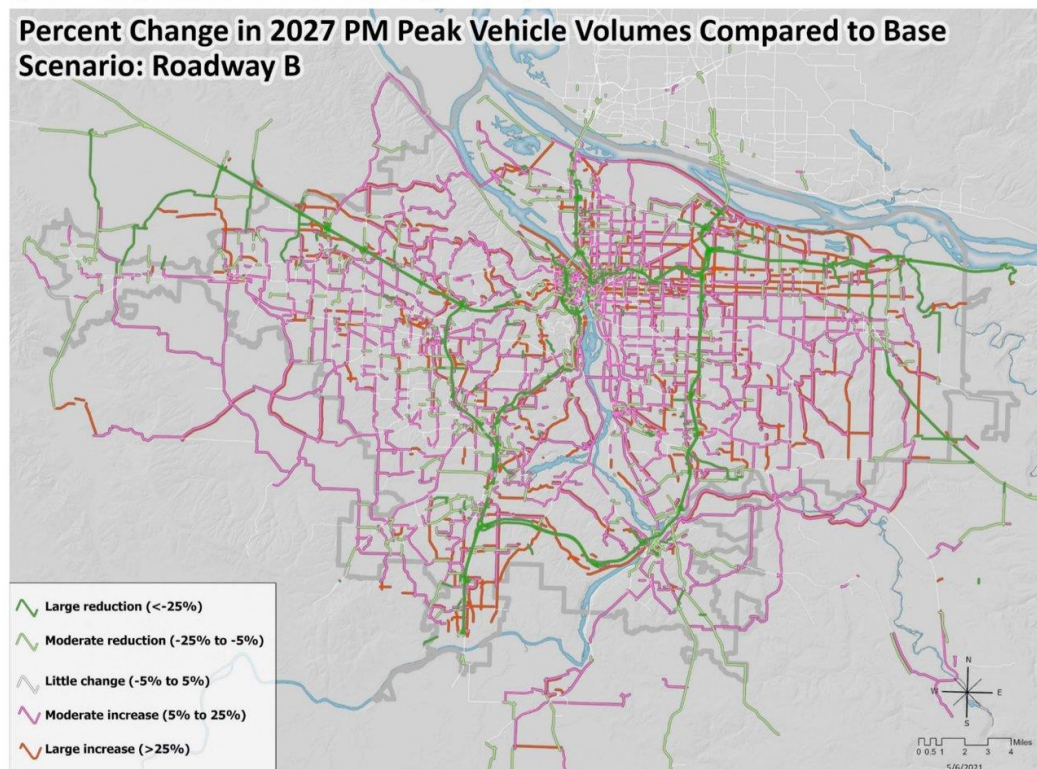 Percent Change in 2027 PM Peak Vehicle Volumes Compared to Base
Scenario: Roadway B
Large reduction (<-25%)
Moderate reduction (-25% to -5%)
Little change (-5% to 5%)
Moderate increase (5% to 25%)
Large increase (>25%)
N
W E
S
0 0.5 1 2 3 4 Miles
5/6/2021